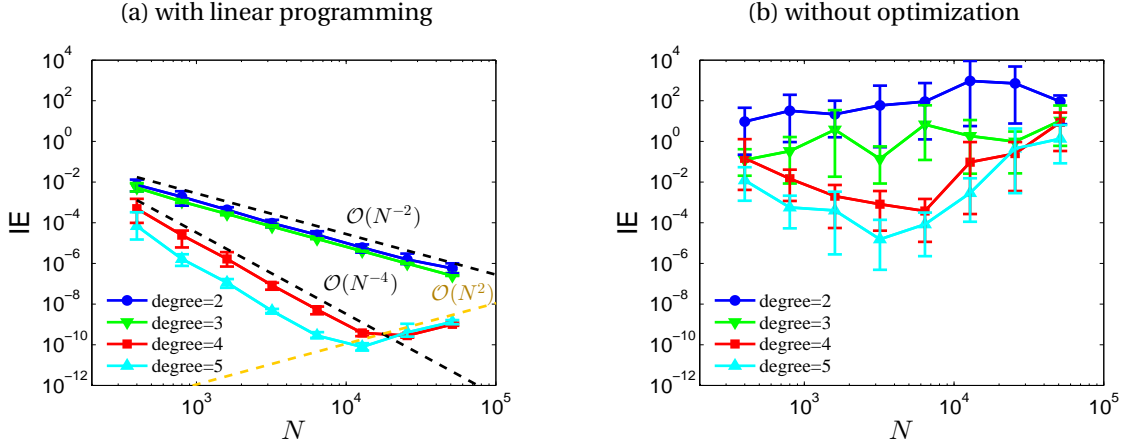 (a) with linear programming
10^4
10^2
10^0
10^−2
10^−4
10^−6
10^−8
10^−10
10^−12
IE
O(N^−2)
O(N^−4)
O(N^2)
degree=2
degree=3
degree=4
degree=5
10^3
10^4
10^5
N
(b) without optimization
10^4
10^2
10^0
10^−2
10^−4
10^−6
10^−8
10^−10
10^−12
IE
degree=2
degree=3
degree=4
degree=5
10^3
10^4
10^5
N